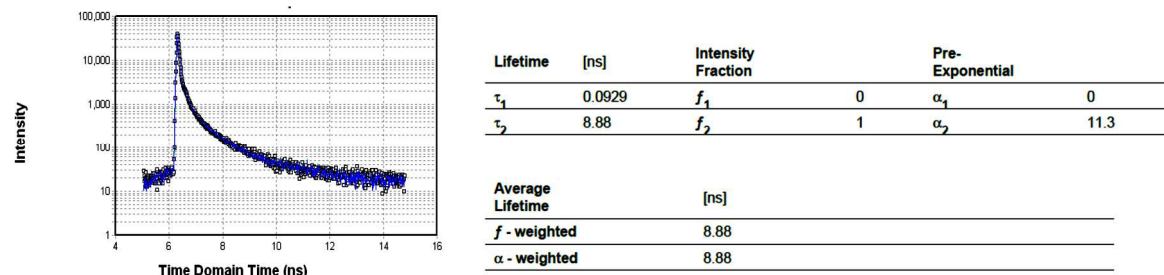 100,000
10,000
1,000
100
10
1
4 6 8 10 12 14 16
Intensity
Time Domain Time (ns)
Lifetime [ns] Intensity Fraction Pre-Exponential
τ1 0.0929 f1 0 α1 0
τ2 8.88 f2 1 α2 11.3
Average Lifetime [ns]
f - weighted 8.88
α - weighted 8.88